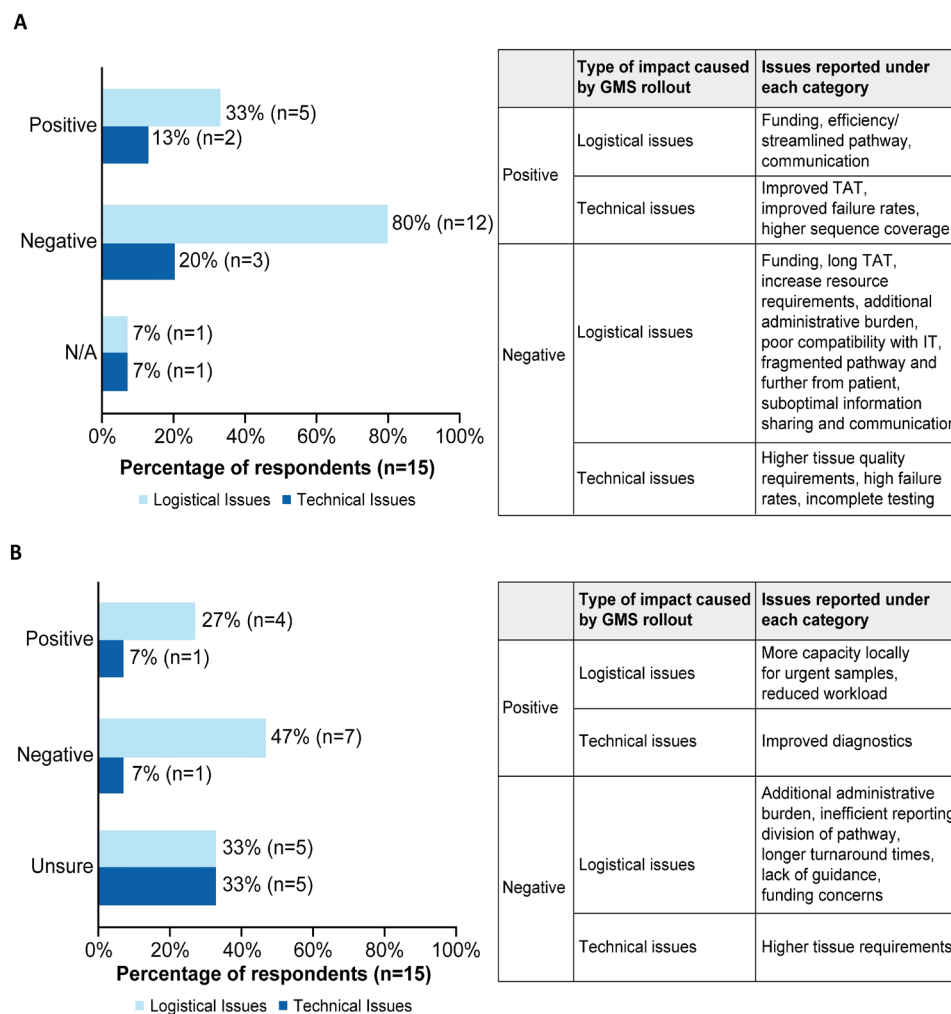 A
Positive
33% (n=5)
13% (n=2)
Negative
80% (n=12)
20% (n=3)
N/A
7% (n=1)
7% (n=1)
0% 20% 40% 60% 80% 100%
Percentage of respondents (n=15)
Logistical Issues Technical Issues
Type of impact caused
by GMS rollout
Issues reported under
each category
Positive
Logistical issues
Funding, efficiency/
streamlined pathway,
communication
Technical issues
Improved TAT,
improved failure rates,
higher sequence coverage
Negative
Logistical issues
Funding, long TAT,
increase resource
requirements, additional
administrative burden,
poor compatibility with IT,
fragmented pathway and
further from patient,
suboptimal information
sharing and communication
Technical issues
Higher tissue quality
requirements, high failure
rates, incomplete testing
B
Positive
27% (n=4)
7% (n=1)
Negative
47% (n=7)
7% (n=1)
Unsure
33% (n=5)
33% (n=5)
0% 20% 40% 60% 80% 100%
Percentage of respondents (n=15)
Logistical Issues Technical Issues
Type of impact caused
by GMS rollout
Issues reported under
each category
Positive
Logistical issues
More capacity locally
for urgent samples,
reduced workload
Technical issues
Improved diagnostics
Negative
Logistical issues
Additional administrative
burden, inefficient reporting
division of pathway,
longer turnaround times,
lack of guidance,
funding concerns
Technical issues
Higher tissue requirements